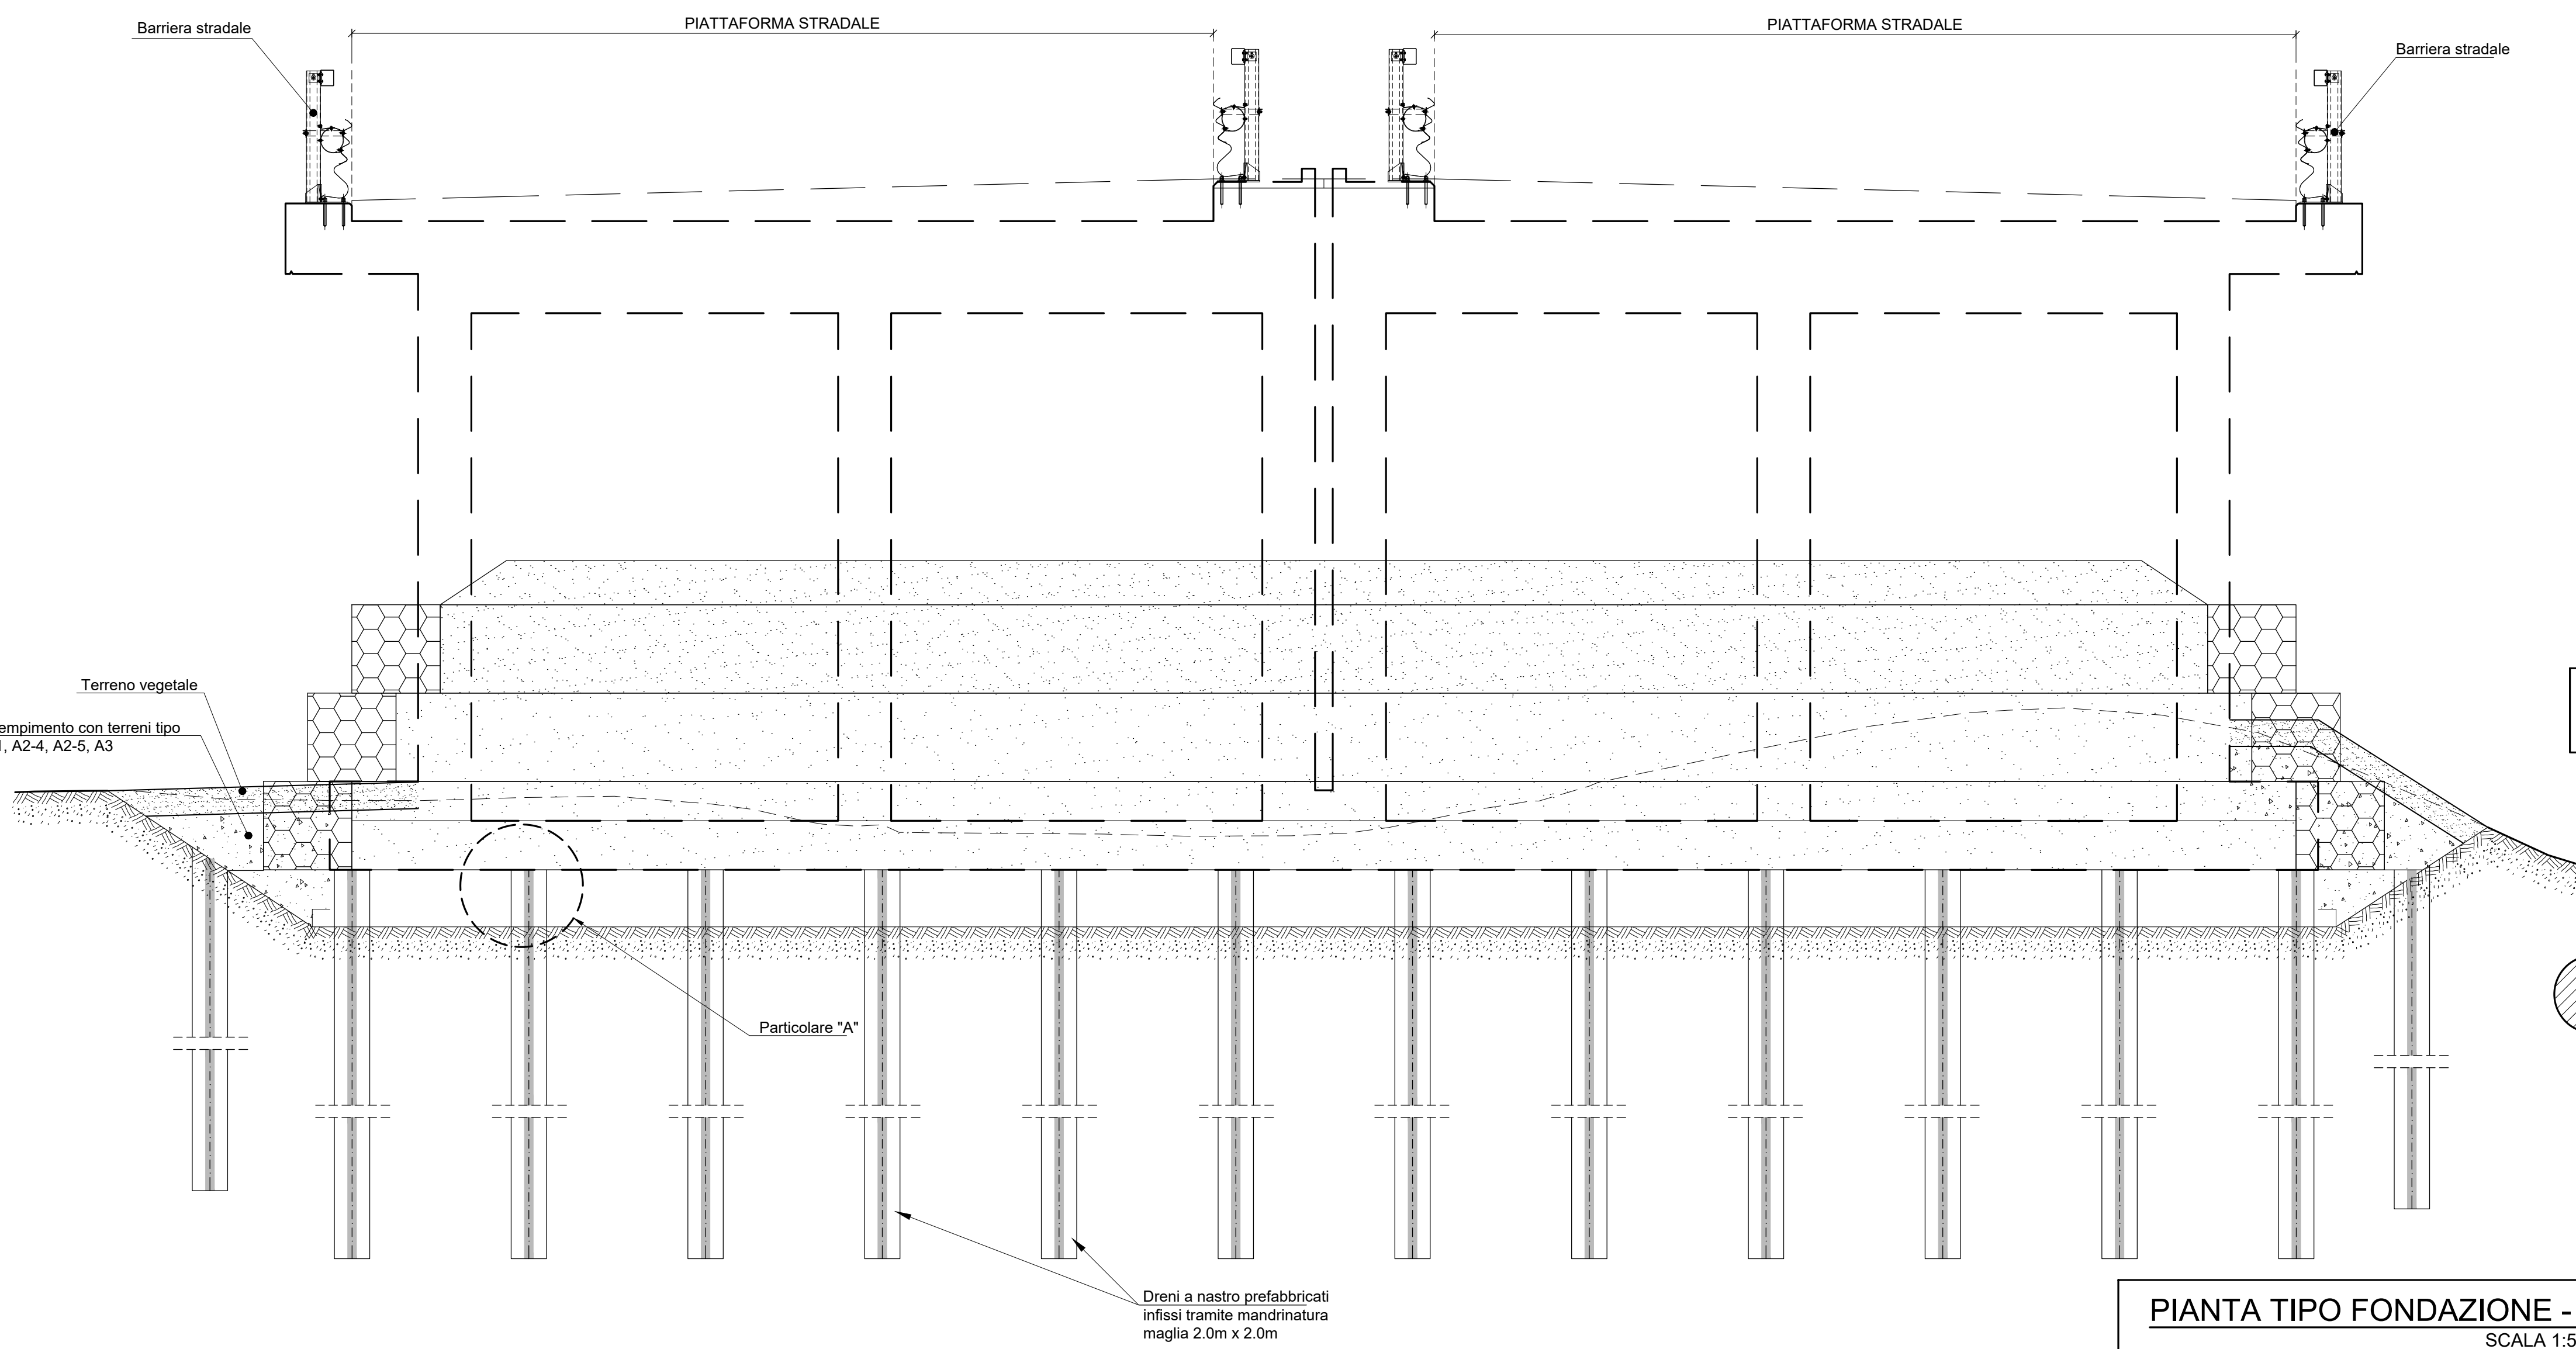 Barriera stradale
PIATTAFORMA STRADALE
PIATTAFORMA STRADALE
Barriera stradale
Terreno vegetale
empimento con terreni tipo
, A2-4, A2-5, A3
Particolare "A"
Dreni a nastro prefabbricati
infissi tramite mandrinatura
maglia 2.0m x 2.0m
PIANTA TIPO FONDAZIONE -
SCALA 1:5